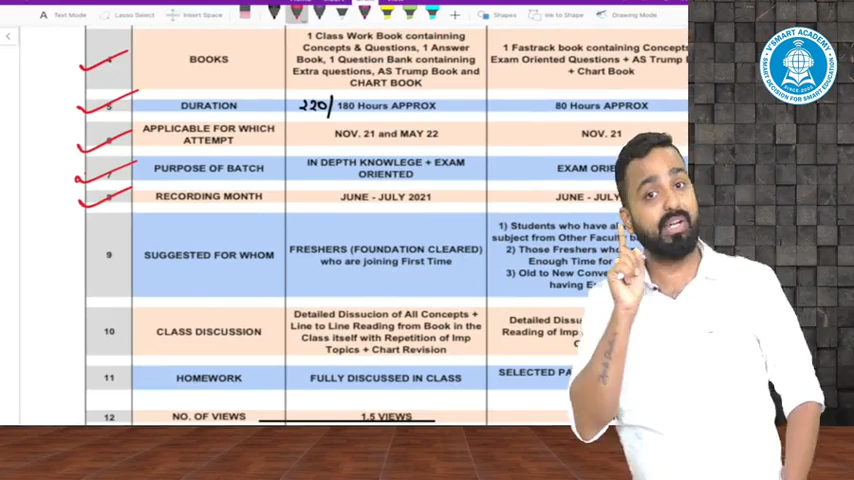 Text Mode
Lasso Select
Insert Space
Shapes
Ink to Shape
Drawing Mode
BOOKS
1 Class Work Book containning
Concepts & Questions, 1 Answer
Book, 1 Question Bank containning
Extra questions, AS Trump Book and
CHART BOOK
1 Fastrack book containing Concepts
Exam Oriented Questions + AS Trump
+ Chart Book
5
DURATION
220/
180 Hours APPROX
80 Hours APPROX
APPLICABLE FOR WHICH
ATTEMPT
NOV. 21 and MAY 22
NOV. 21
PURPOSE OF BATCH
IN DEPTH KNOWLEGE + EXAM
ORIENTED
EXAM
RECORDING MONTH
JUNE - JULY 2021
JUNE - JULY
9
SUGGESTED FOR WHOM
FRESHERS (FOUNDATION CLEARED)
who are joining First Time
1) Students who have
subject from Other
2) Those Freshers
Enough Time for
3) Old to New
having
10
CLASS DISCUSSION
Detailed Dissucion of All Concepts +
Line to Line Reading from Book in the
Class itself with Repetition of Imp
Topics + Chart Revision
Detailed
Reading of Imp
11
HOMEWORK
FULLY DISCUSSED IN CLASS
SELECTED
12
NO. OF VIEWS
1.5 VIEWS
V'SMART ACADEMY
SMART DECISION FOR SMART EDUCATION